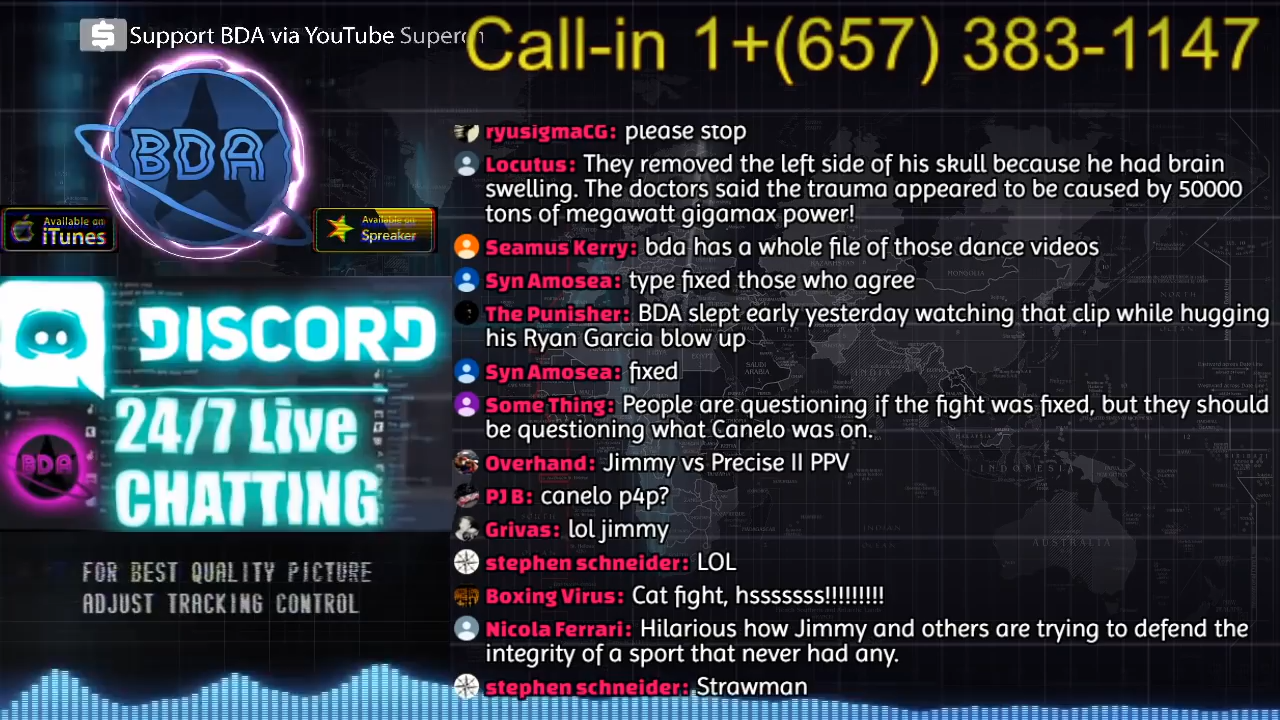 Support BDA via YouTube Superc
Call-in 1+(657) 383-1147
BDA
Available on
iTunes
Available on
Spreaker
DISCORD
24/7 Live
CHATTING
BDA
FOR BEST QUALITY PICTURE
ADJUST TRACKING CONTROL
ryusigmaCG: please stop
Locutus: They removed the left side of his skull because he had brain
swelling. The doctors said the trauma appeared to be caused by 50000
tons of megawatt gigamax power!
Seamus Kerry: bda has a whole file of those dance videos
Syn Amosea: type fixed those who agree
The Punisher: BDA slept early yesterday watching that clip while hugging
his Ryan Garcia blow up
Syn Amosea: fixed
Some Thing: People are questioning if the fight was fixed, but they should
be questioning what Canelo was on.
Overhand: Jimmy vs Precise II PPV
PJ B: canelo p4p?
Grivas: lol jimmy
stephen schneider: LOL
Boxing Virus: Cat fight, hsssssss!!!!!!!!!
Nicola Ferrari: Hilarious how Jimmy and others are trying to defend the
integrity of a sport that never had any.
stephen schneider: Strawman
MONGOLIA
INDONESIA
AUSTRALIA